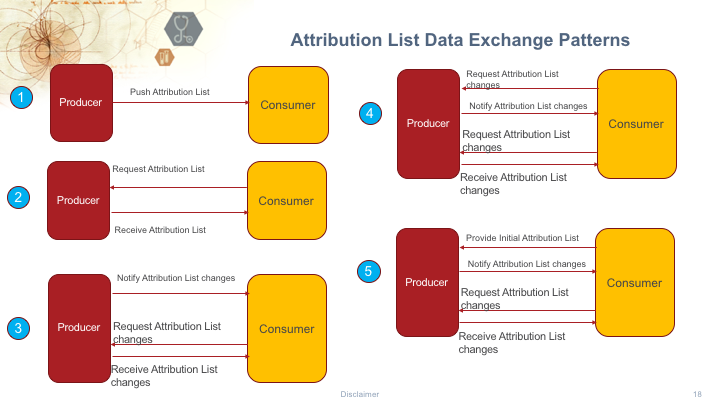 Attribution List Data Exchange Patterns
1
Producer
Push Attribution List
Consumer
2
Producer
Request Attribution List
Receive Attribution List
Consumer
3
Producer
Notify Attribution List changes
Request Attribution List
changes
Receive Attribution List
changes
Consumer
4
Producer
Request Attribution List
changes
Notify Attribution List changes
Request Attribution List
changes
Receive Attribution List
changes
Consumer
5
Producer
Provide Initial Attribution List
Notify Attribution List changes
Request Attribution List
changes
Receive Attribution List
changes
Consumer
Disclaimer
18